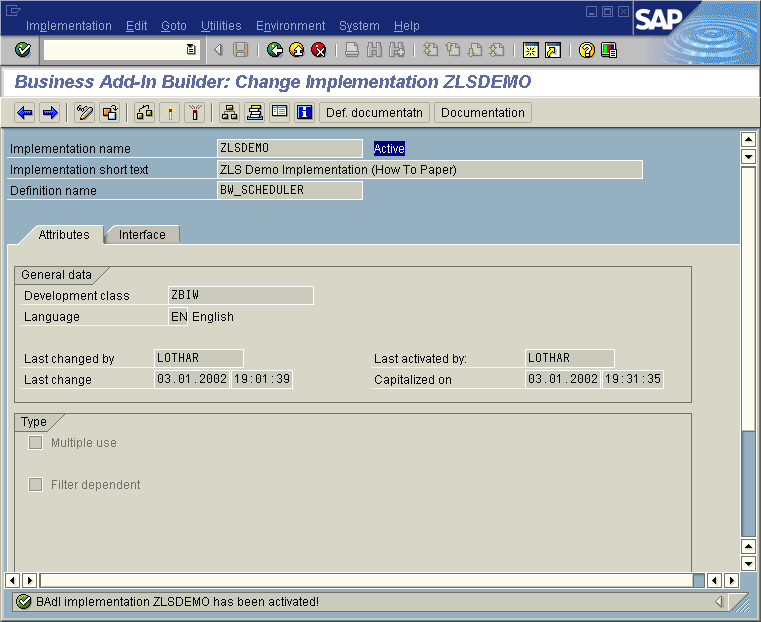 Implementation Edit Goto Utilities Environment System Help
SAP
Business Add-In Builder: Change Implementation ZLSDEMO
Def. documentatn Documentation
Implementation name ZLSDEMO Active
Implementation short text ZLS Demo Implementation (How To Paper)
Definition name BW_SCHEDULER
Attributes Interface
General data
Development class ZBIW
Language EN English
Last changed by LOTHAR Last activated by: LOTHAR
Last change 03.01.2002 19:01:39 Capitalized on 03.01.2002 19:31:35
Type
Multiple use
Filter dependent
BAdI implementation ZLSDEMO has been activated!